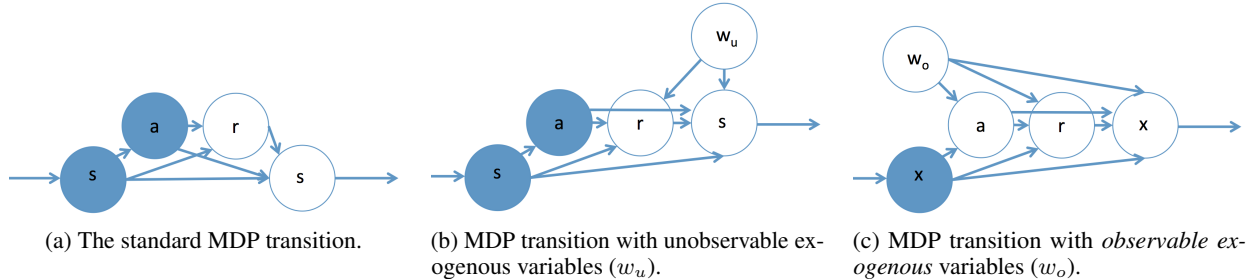 w_u
w_o
a
r
a
r
s
a
r
x
s
s
s
x
(a) The standard MDP transition.
(b) MDP transition with unobservable ex-
ogenous variables (w_u).
(c) MDP transition with observable ex-
ogenous variables (w_o).